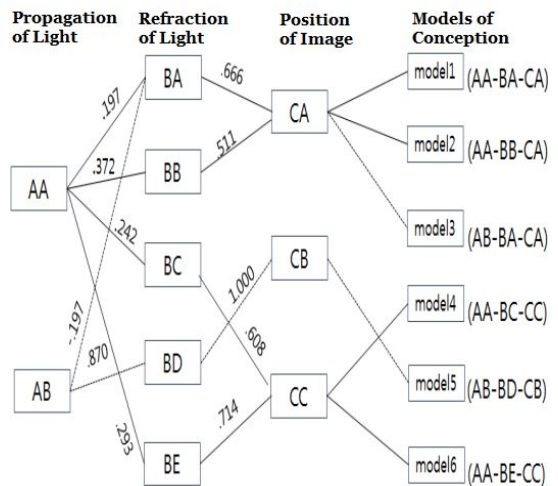 Propagation
of Light
Refraction
of Light
Position
of Image
Models of
Conception
AA
AB
.197
.372
.242
-.197
.870
.293
BA
BB
BC
BD
BE
.666
.511
1.000
.608
.714
CA
CB
CC
model1 (AA-BA-CA)
model2 (AA-BB-CA)
model3 (AB-BA-CA)
model4 (AA-BC-CC)
model5 (AB-BD-CB)
model6 (AA-BE-CC)